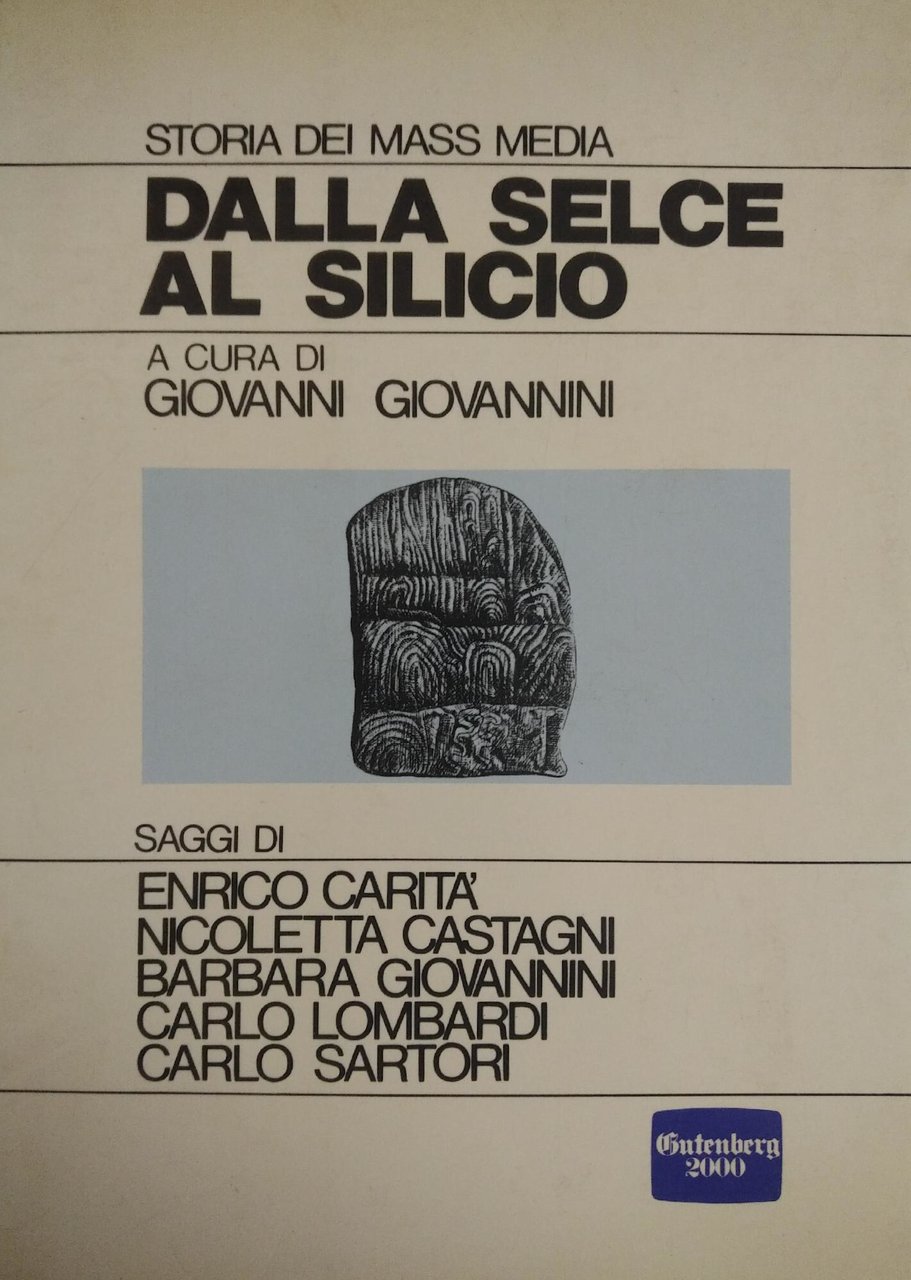 STORIA DEI MASS MEDIA
DALLA SELCE
AL SILICIO
A CURA DI
GIOVANNI GIOVANNINI
SAGGI DI
ENRICO CARITA'
NICOLETTA CASTAGNI
BARBARA GIOVANNINI
CARLO LOMBARDI
CARLO SARTORI
Gutenberg
2000